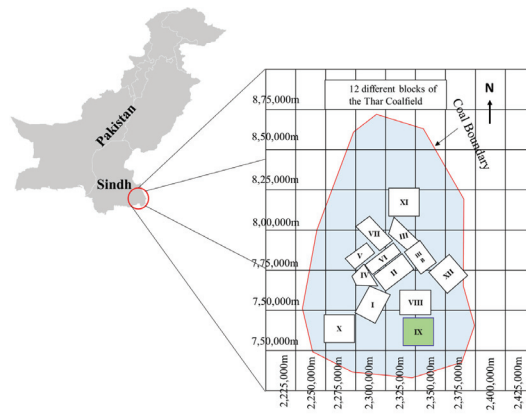 Pakistan
Sindh
12 different blocks of
the Thar Coalfield
N
Coal Boundary
8,75,000m
8,50,000m
8,25,000m
8,00,000m
7,75,000m
7,50,000m
7,50,000m
XI
VII
III
V
VI
III
B
IV
II
XII
I
VIII
X
IX
2,225,000m
2,250,000m
2,275,000m
2,300,000m
2,325,000m
2,350,000m
2,375,000m
2,400,000m
2,425,000m